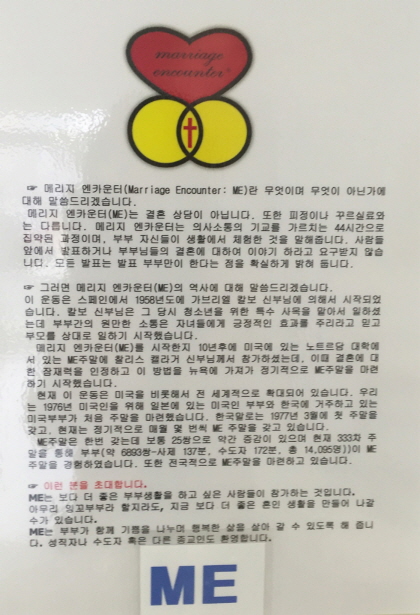 marriage
encounter
☞ 메리지 엔카운터(Marriage Encounter: ME)란 무엇이며 무엇이 아닌가에
대해 말씀드리겠습니다.
메리지 엔카운터(ME)는 결혼 상담이 아닙니다. 또한 피정이나 꾸르실료와
는 다릅니다. 메리지 엔카운터는 의사소통의 기교를 가르치는 44시간으로
집약된 과정이며, 부부 자신들이 생활에서 체험한 것을 말해줍니다. 사람들
앞에서 발표하거나 부부님들의 결혼에 대하여 이야기 하라고 요구받지 않습
니다. 모든 발표는 발표 부부만이 한다는 점을 확실하게 밝혀 둡니다.
☞ 그러면 메리지 엔카운터(ME)의 역사에 대해 말씀드리겠습니다.
이 운동은 스페인에서 1958년도에 가브리엘 칼보 신부님에 의해서 시작되었
습니다. 칼보 신부님은 그 당시 청소년을 위한 특수 사목을 맡아서 일하셨
는데 부부간의 원만한 소통은 자녀들에게 긍정적인 효과를 주리라고 믿고
부모를 상대로 일하기 시작했습니다.
메리지 엔카운터(ME)를 시작한지 10년후에 미국에 있는 노트르담 대학에
서 있는 ME주말에 찰리스 갤라거 신부님께서 참가하셨는데, 이때 결혼에 대
한 잠재력을 인정하고 이 방법을 뉴욕에 가져가 정기적으로 ME주말을 마련
하기 시작했습니다.
현재 이 운동은 미국을 비롯해서 전 세계적으로 확대되어 있습니다. 우리
는 1976년 미국인을 위해 일본에 있는 미국인 부부와 한국에 거주하고 있는
미국부부가 처음 주말을 마련했습니다. 한국말로는 1977년 3월에 첫 주말을
갖고, 현재는 정기적으로 매월 몇 번씩 ME 주말을 갖고 있습니다.
ME주말은 한번 갖는데 보통 25쌍으로 약간 증감이 있으며 현재 333차 주
말을 통해 부부(약 6893쌍-사제 137분, 수도자 172분, 총 14,095명))이 ME
주말을 경험하였습니다. 또한 전국적으로 ME주말을 마련하고 있습니다.
☞ 이런 분을 초대합니다.
ME는 보다 더 좋은 부부생활을 하고 싶은 사람들이 참가하는 것입니다.
아무리 잉꼬부부라 할지라도, 지금 보다 더 좋은 혼인 생활을 만들어 나갈
수가 있습니다.
ME는 부부가 함께 기쁨을 나누며 행복한 삶을 살아 갈 수 있도록 해 줍니
다. 성직자나 수도자 혹은 다른 종교인도 환영합니다.
ME